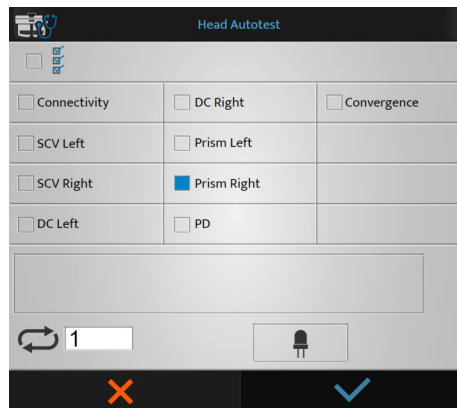 Head Autotest
Connectivity DC Right Convergence
SCV Left Prism Left
SCV Right Prism Right
DC Left PD
1